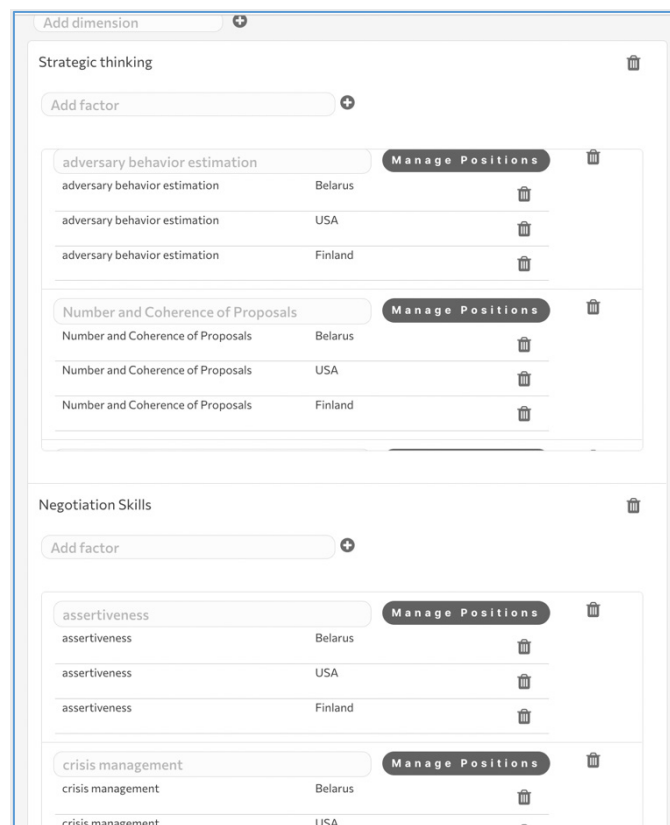 Add dimension
Strategic thinking
Add factor
adversary behavior estimation Manage Positions
adversary behavior estimation Belarus
adversary behavior estimation USA
adversary behavior estimation Finland
Number and Coherence of Proposals Manage Positions
Number and Coherence of Proposals Belarus
Number and Coherence of Proposals USA
Number and Coherence of Proposals Finland
Negotiation Skills
Add factor
assertiveness Manage Positions
assertiveness Belarus
assertiveness USA
assertiveness Finland
crisis management Manage Positions
crisis management Belarus
crisis management USA